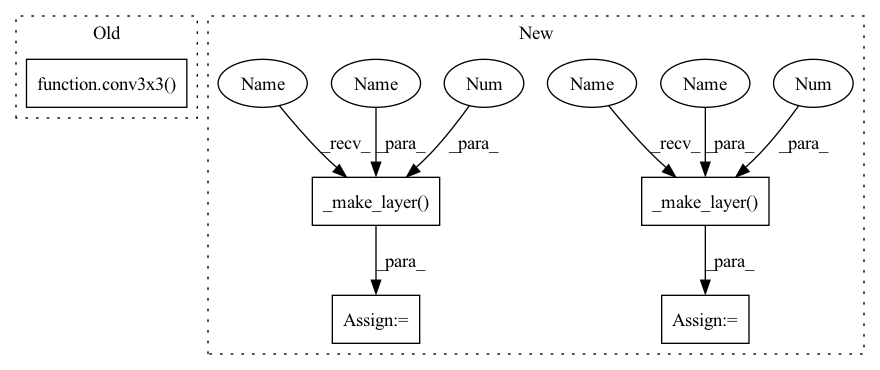 Old
New
function.conv3x3()
Name
Name
Num
Name
Name
Num
_recv_
_para_
_para_
_recv_
_para_
_para_
_make_layer()
_make_layer()
_para_
_para_
Assign:=
Assign:=